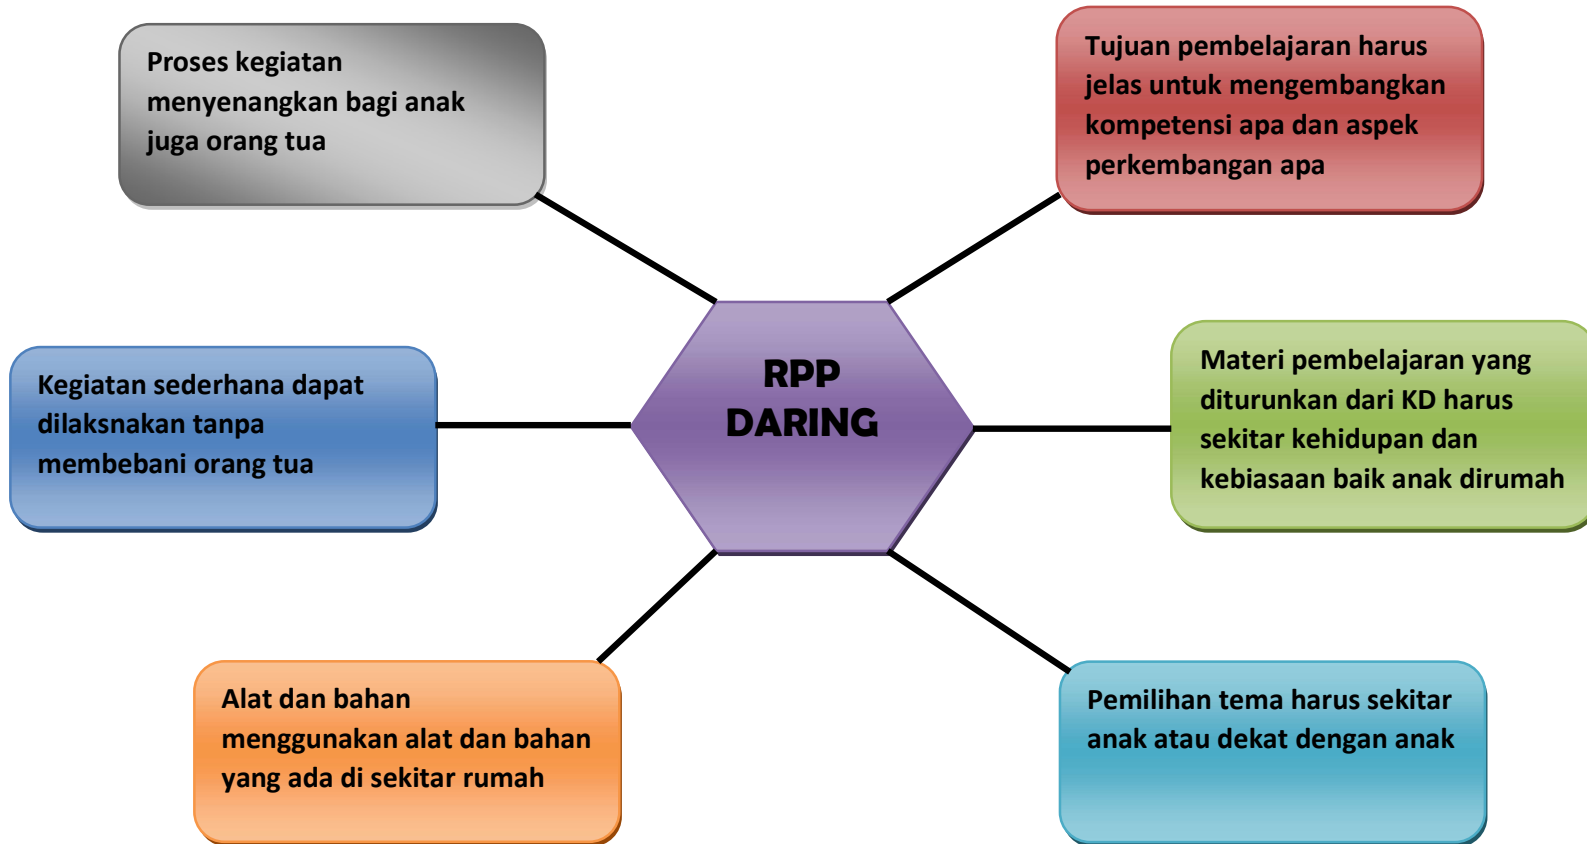 Proses kegiatan
menyenangkan bagi anak
juga orang tua
Tujuan pembelajaran harus
jelas untuk mengembangkan
kompetensi apa dan aspek
perkembangan apa
Kegiatan sederhana dapat
dilaksnakan tanpa
membebani orang tua
RPP
DARING
Materi pembelajaran yang
diturunkan dari KD harus
sekitar kehidupan dan
kebiasaan baik anak dirumah
Alat dan bahan
menggunakan alat dan bahan
yang ada di sekitar rumah
Pemilihan tema harus sekitar
anak atau dekat dengan anak